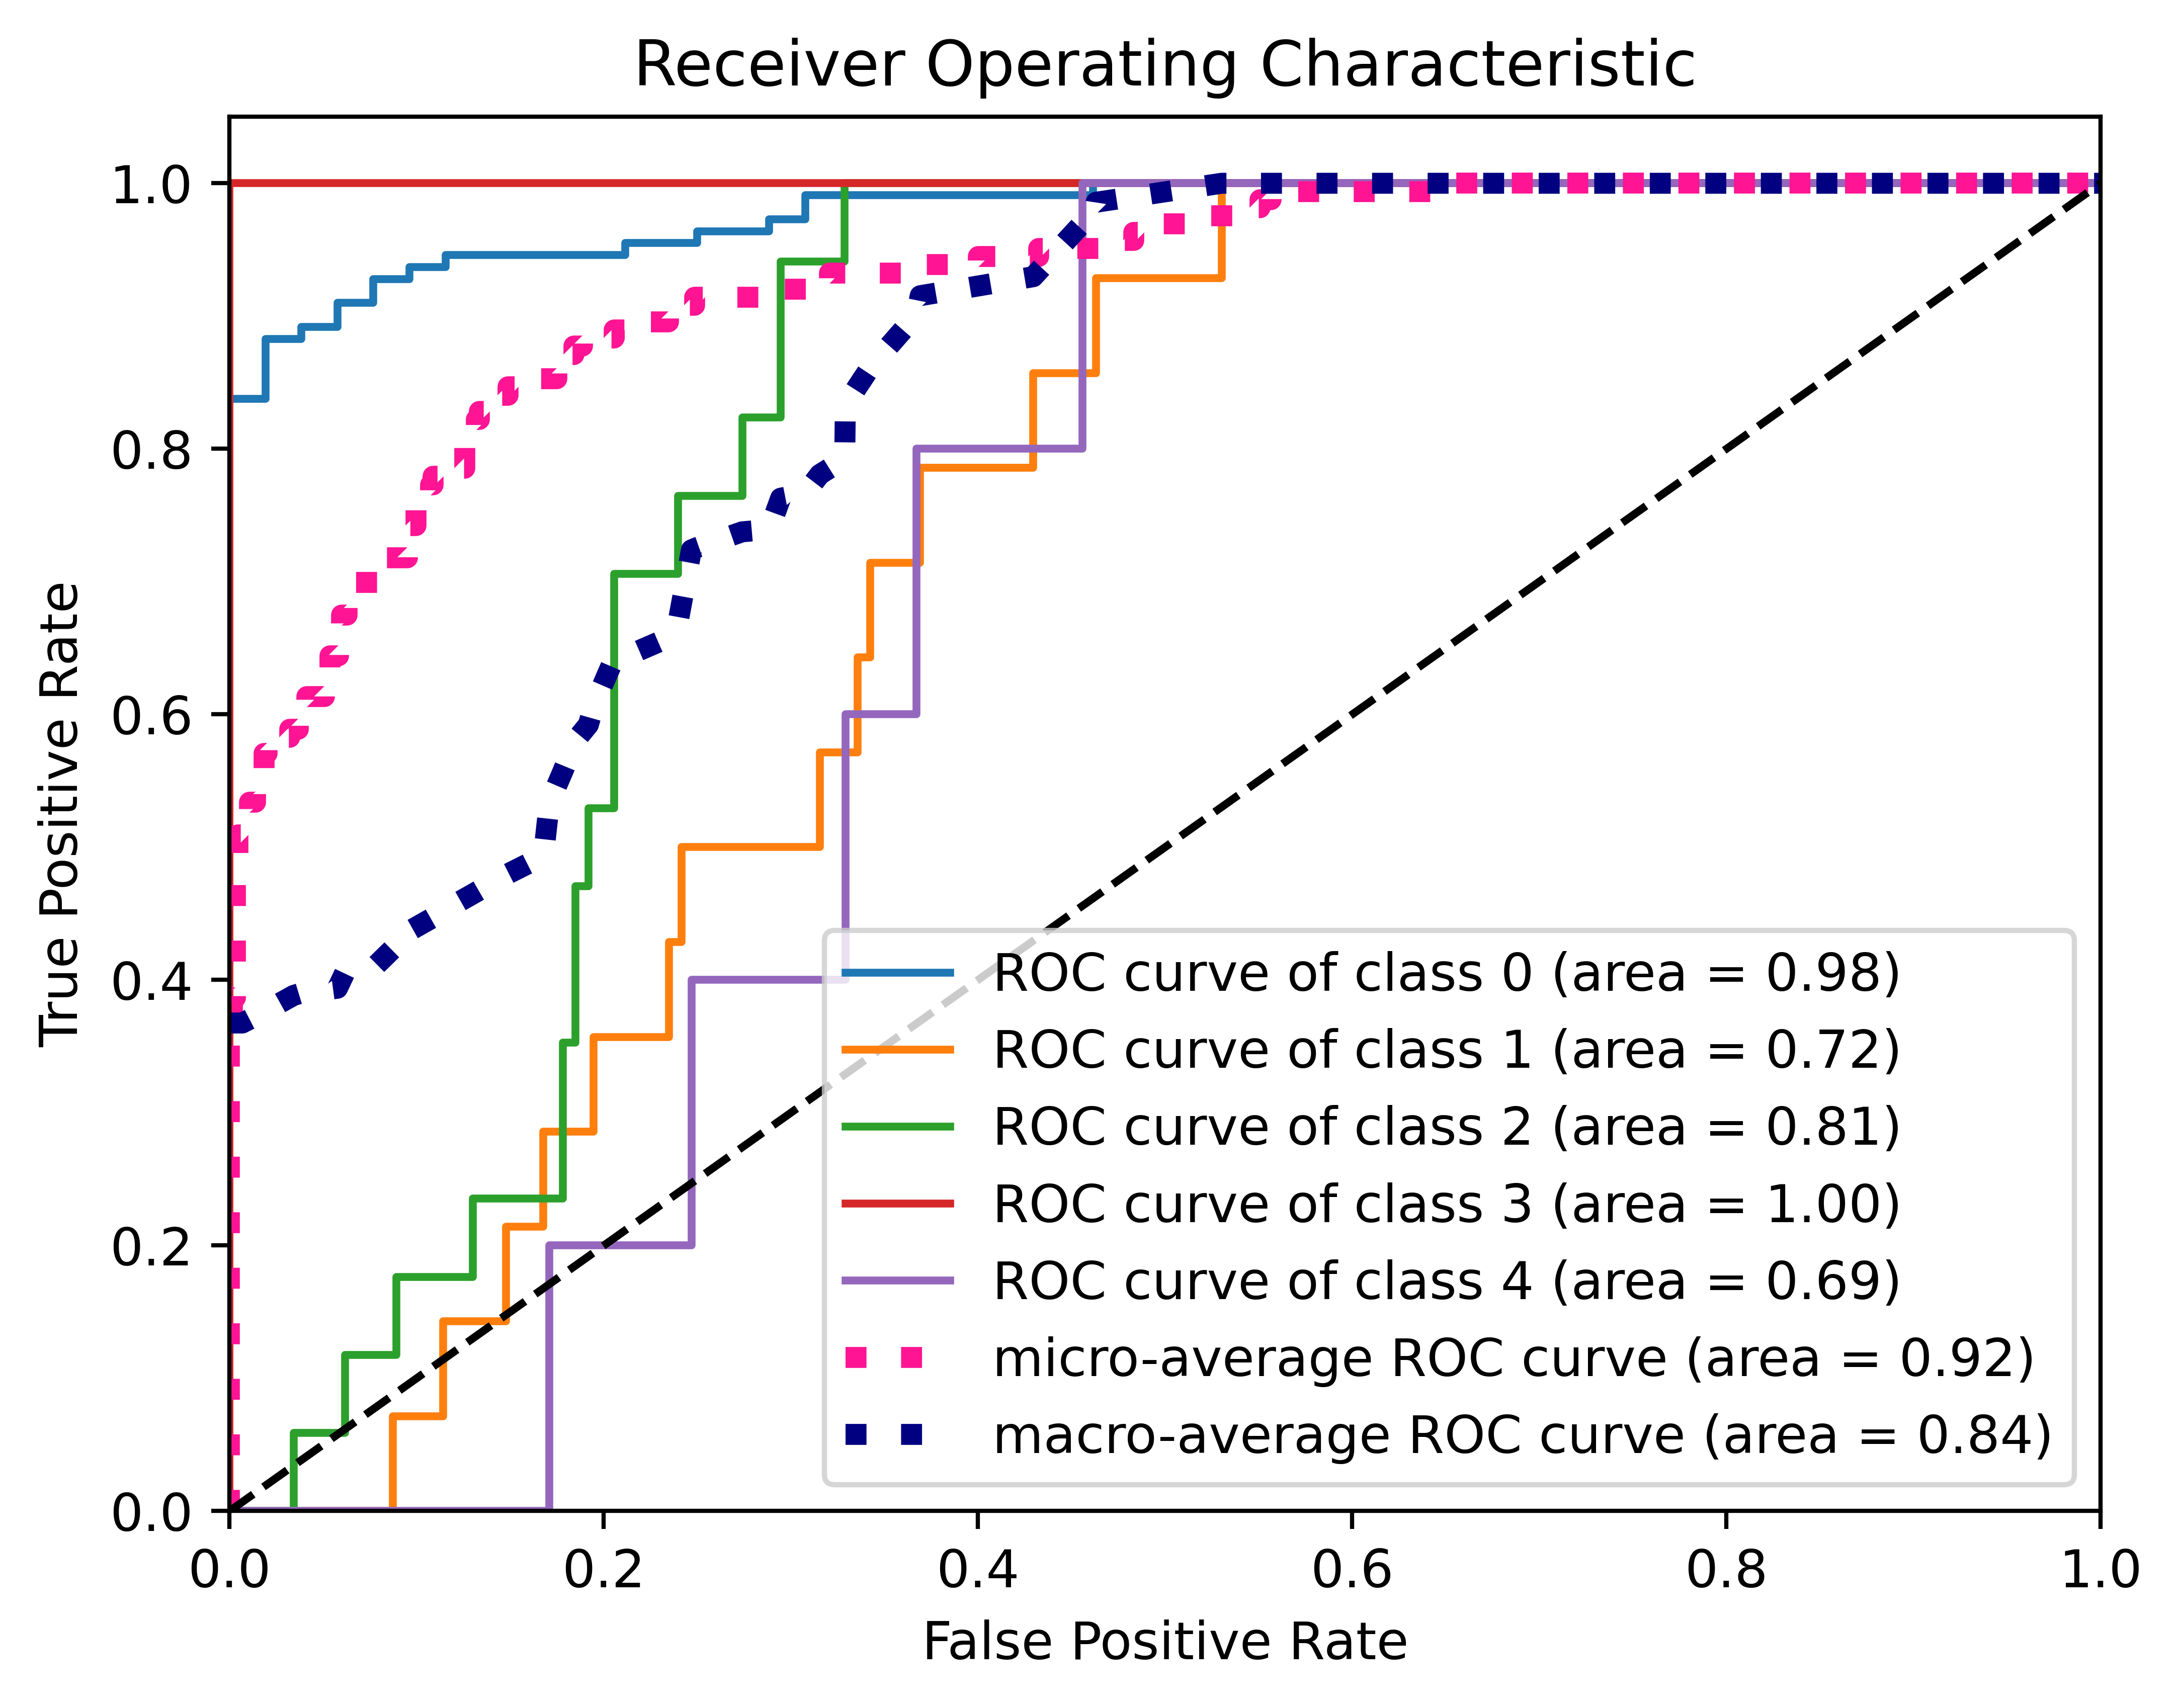 Receiver Operating Characteristic
True Positive Rate
1.0
0.8
0.6
0.4
0.2
0.0
ROC curve of class 0 (area = 0.98)
ROC curve of class 1 (area = 0.72)
ROC curve of class 2 (area = 0.81)
ROC curve of class 3 (area = 1.00)
ROC curve of class 4 (area = 0.69)
micro-average ROC curve (area = 0.92)
macro-average ROC curve (area = 0.84)
0.0 0.2 0.4 0.6 0.8 1.0
False Positive Rate